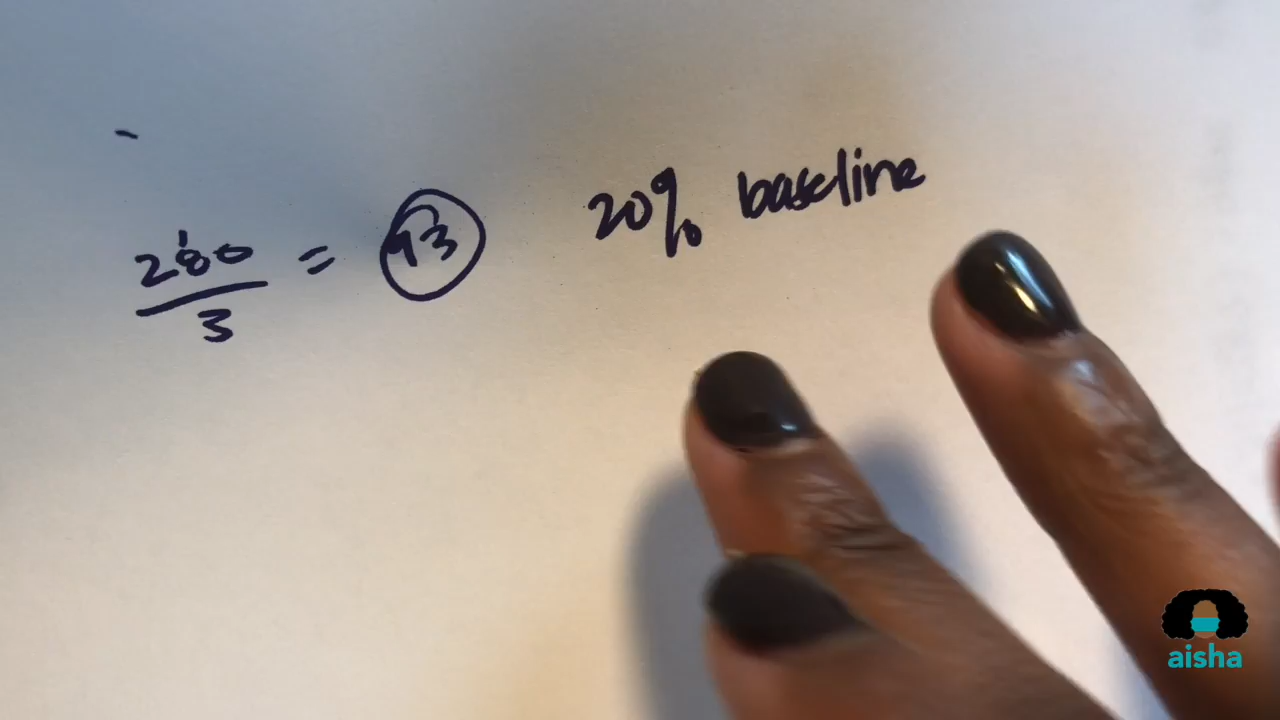 280
3
= 93
20% baseline
aisha